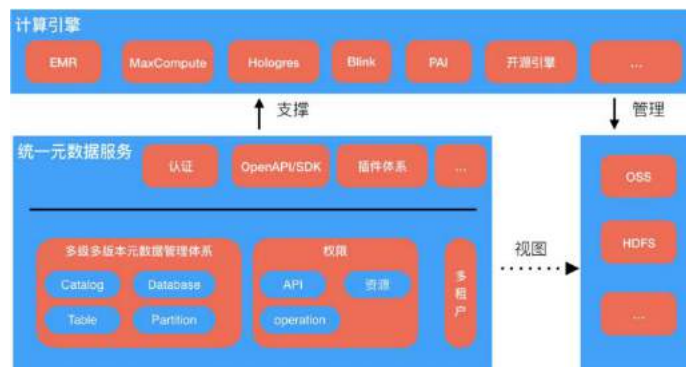 计算引擎
EMR MaxCompute Hologres Blink PAI 开源引擎 ...
支撑 管理
统一元数据服务
认证 OpenAPI/SDK 插件体系 ...
OSS
多级多版本元数据管理体系 权限
视图
HDFS
Catalog Database API 资源
多租户
Table Partition operation
...